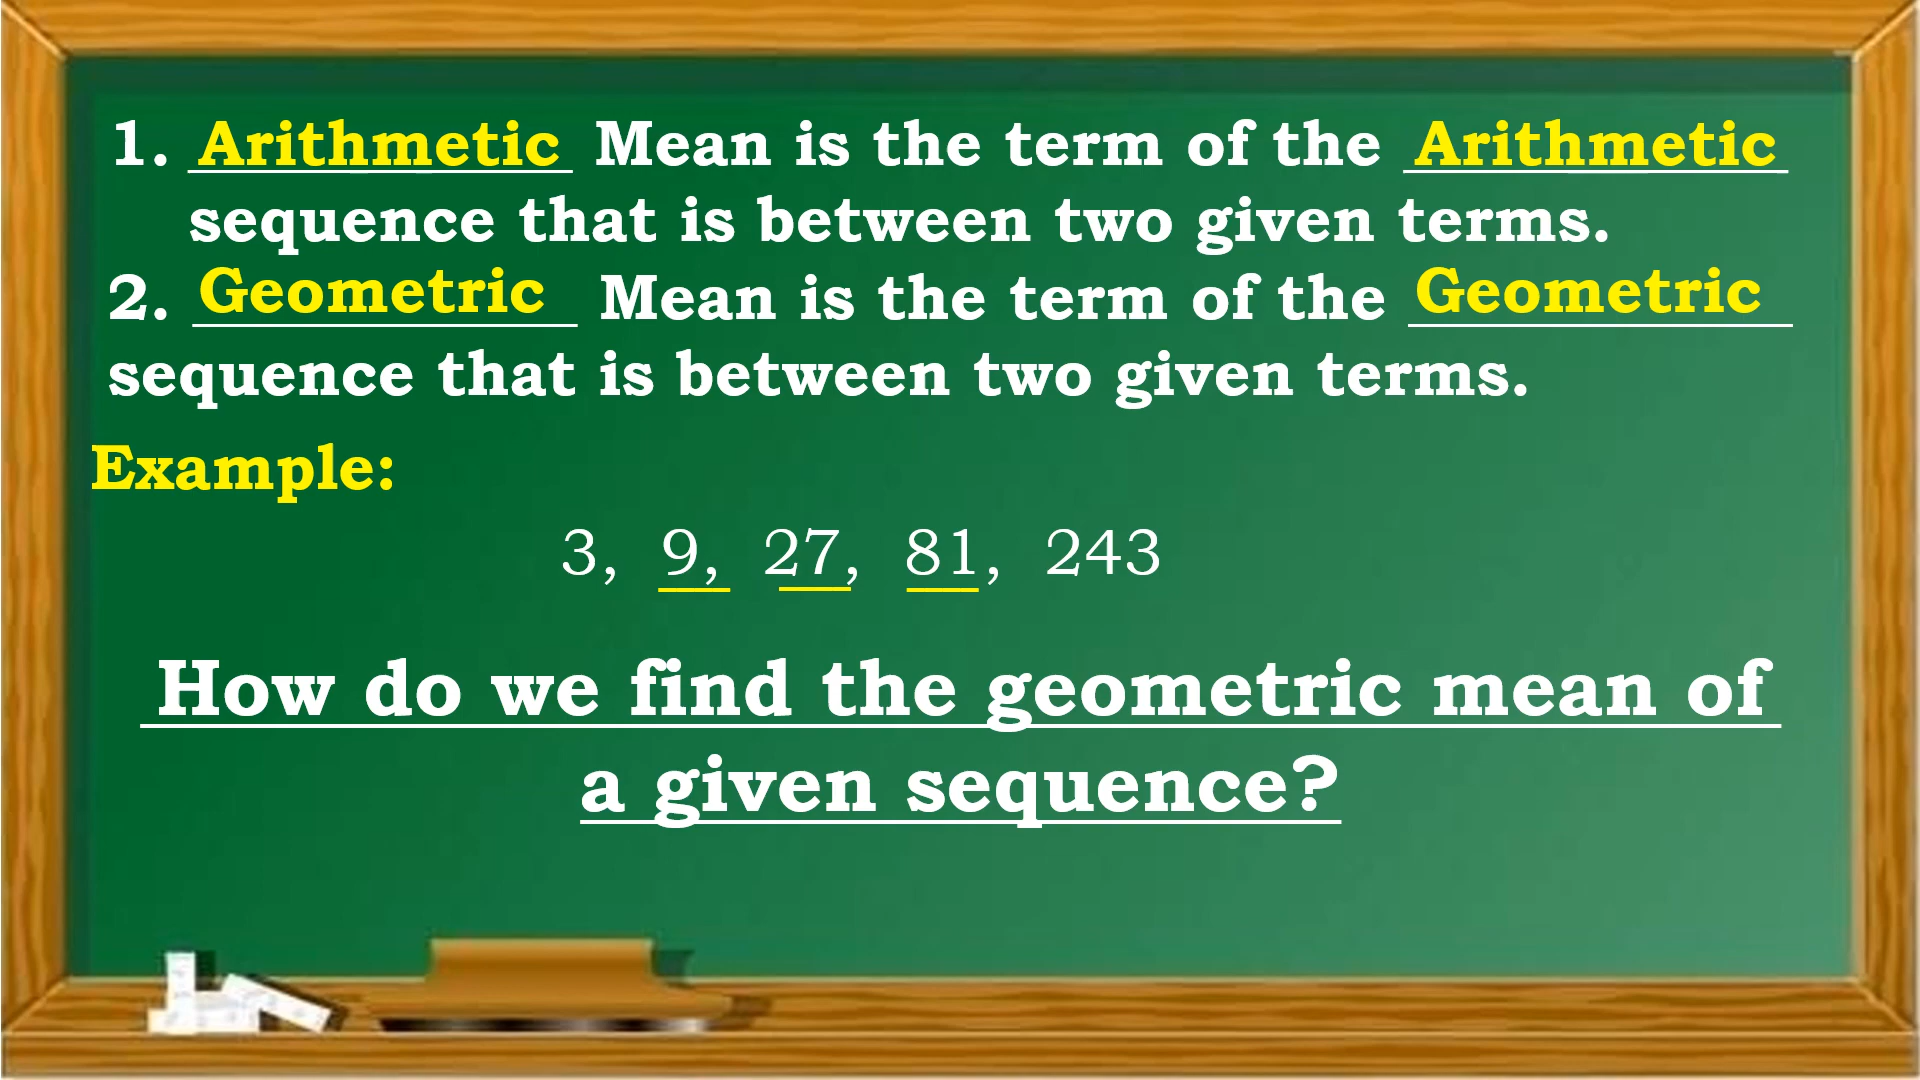 1. Arithmetic Mean is the term of the Arithmetic
sequence that is between two given terms.
2. Geometric Mean is the term of the Geometric
sequence that is between two given terms.
Example:
3, 9, 27, 81, 243
How do we find the geometric mean of
a given sequence?